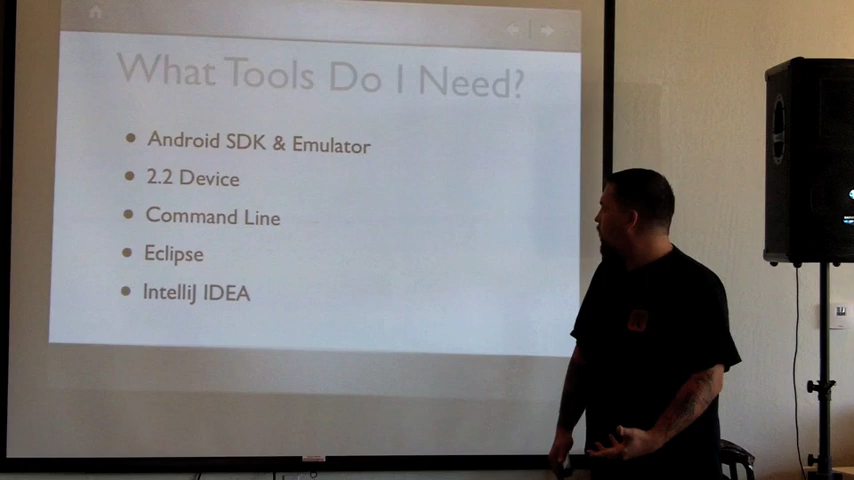 What Tools Do I Need?
Android SDK & Emulator
2.2 Device
Command Line
Eclipse
IntelliJ IDEA